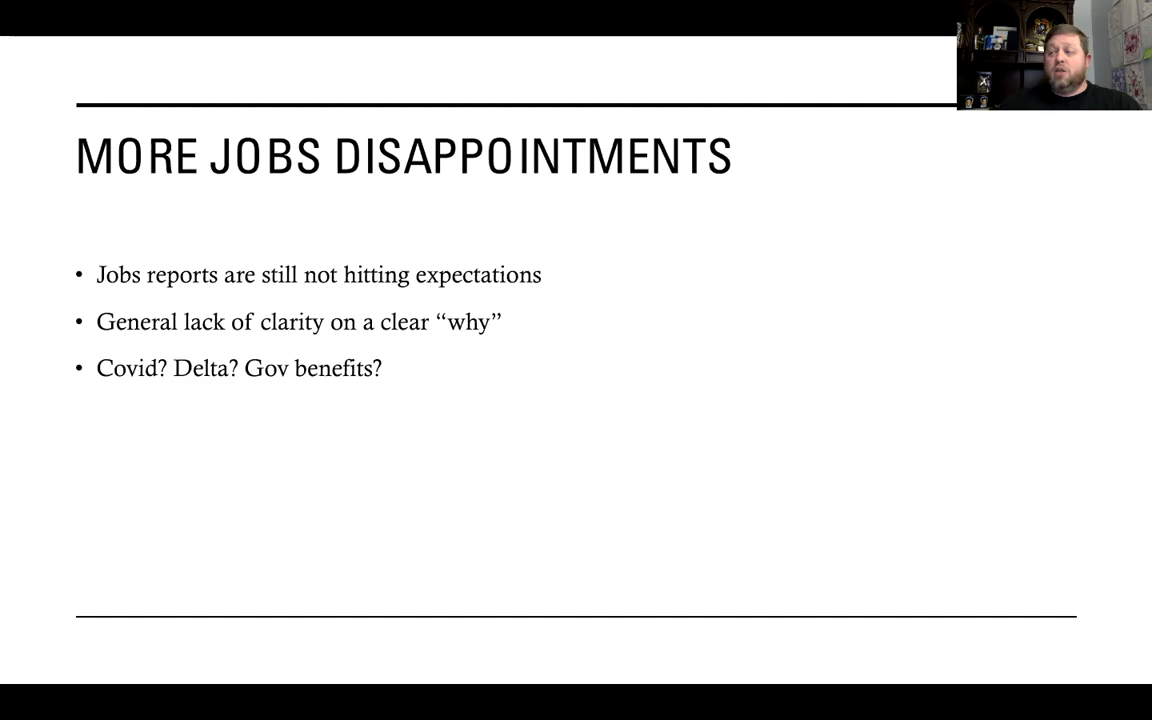 MORE JOBS DISAPPOINTMENTS
• Jobs reports are still not hitting expectations
• General lack of clarity on a clear “why”
• Covid? Delta? Gov benefits?